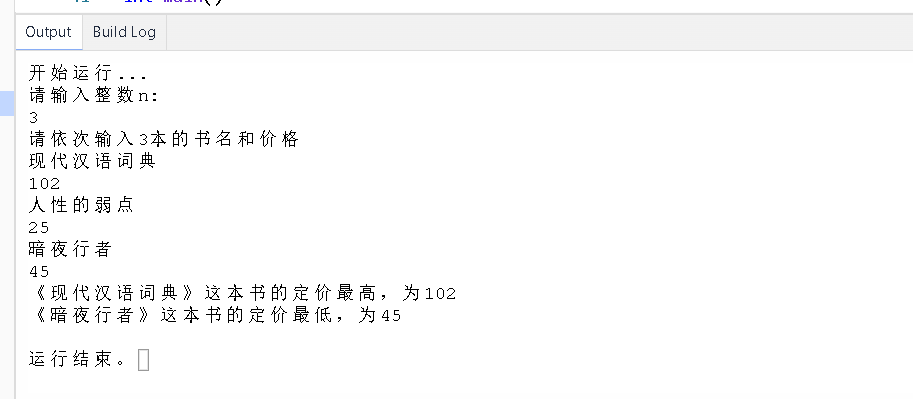 Output Build Log
开始运行...
请输入整数n:
3
请依次输入3本的书名和价格
现代汉语词典
102
人性的弱点
25
暗夜行者
45
《现代汉语词典》这本书的定价最高，为102
《暗夜行者》这本书的定价最低，为45
运行结束。